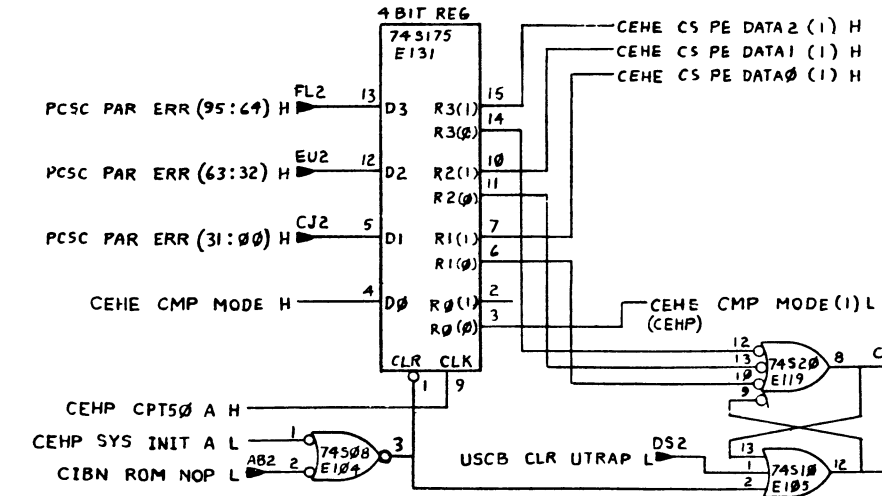 4 BIT REG
74S175
E131
CEHE CS PE DATA2 (1) H
CEHE CS PE DATA1 (1) H
CEHE CS PE DATAØ (1) H
PCSC PAR ERR (95:64) H FL2 13 D3 R3(1) 15
R3(Ø) 14
PCSC PAR ERR (63:32) H EU2 12 D2 R2(1) 1Ø
R2(Ø) 11
PCSC PAR ERR (31:ØØ) H CJ2 5 D1 R1(1) 7
R1(Ø) 6
CEHE CMP MODE H 4 DØ RØ(1) 2
RØ(Ø) 3
CEHE CMP MODE (1) L
(CEHP)
CLR CLK
1 9
12
13
1Ø
9
74S2Ø
E119
8
C
CEHP CPT5Ø A H
CEHP SYS INIT A L 1
CIBN ROM NOP L AB2 2
74SØ8
E1Ø4
3
USCB CLR UTRAP L DS2
13
1
2
74S1Ø
E1Ø5
12